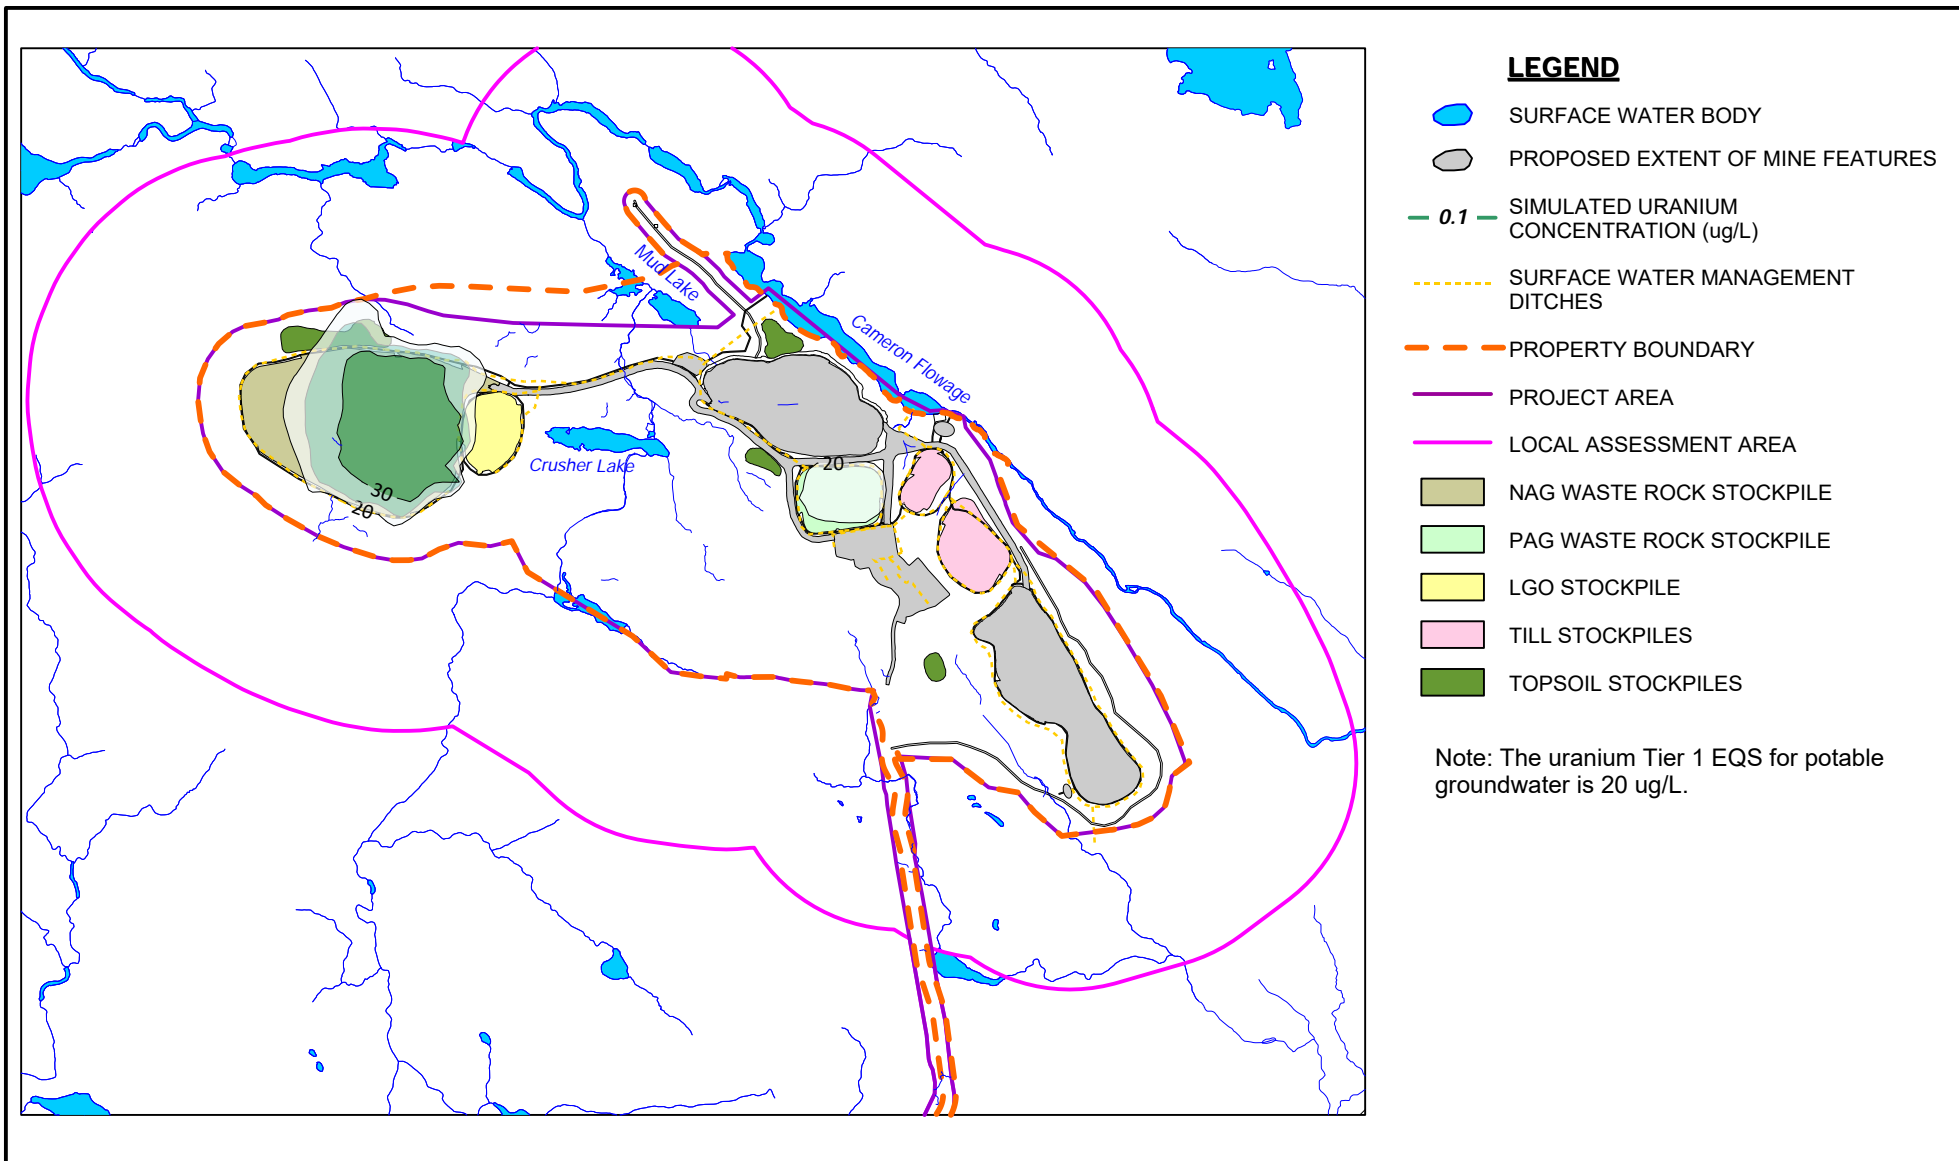 Mud Lake
Cameron Flowage
Crusher Lake
20
30
20
LEGEND
SURFACE WATER BODY
PROPOSED EXTENT OF MINE FEATURES
0.1
SIMULATED URANIUM
CONCENTRATION (ug/L)
SURFACE WATER MANAGEMENT
DITCHES
PROPERTY BOUNDARY
PROJECT AREA
LOCAL ASSESSMENT AREA
NAG WASTE ROCK STOCKPILE
PAG WASTE ROCK STOCKPILE
LGO STOCKPILE
TILL STOCKPILES
TOPSOIL STOCKPILES
Note: The uranium Tier 1 EQS for potable
groundwater is 20 ug/L.